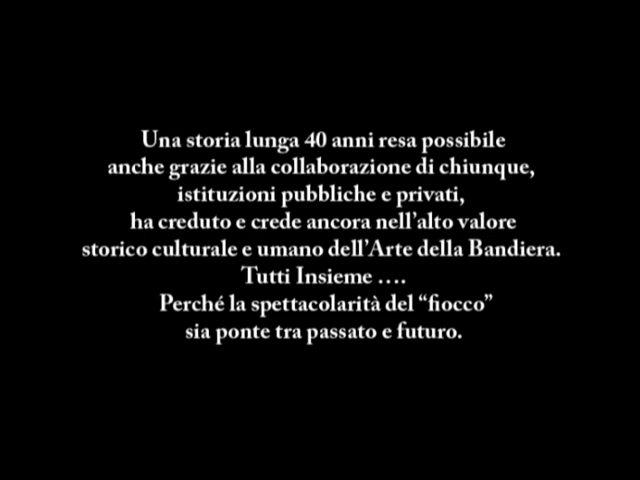 Una storia lunga 40 anni resa possibile
anche grazie alla collaborazione di chiunque,
istituzioni pubbliche e privati,
ha creduto e crede ancora nell’alto valore
storico culturale e umano dell’Arte della Bandiera.
Tutti Insieme ….
Perché la spettacolarità del “fiocco”
sia ponte tra passato e futuro.